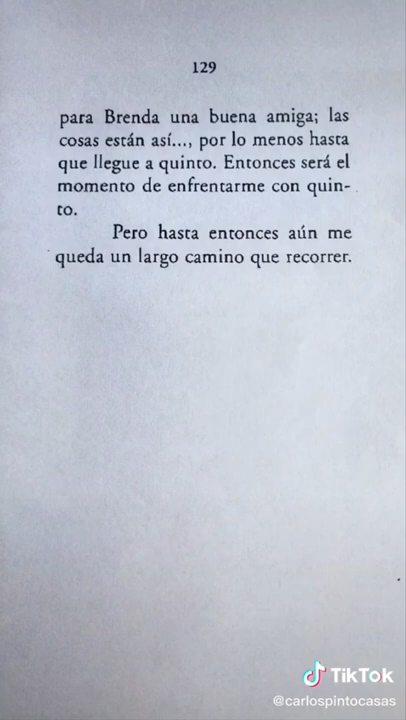 129
para Brenda una buena amiga; las
cosas están así..., por lo menos hasta
que llegue a quinto. Entonces será el
momento de enfrentarme con quin-
to.
Pero hasta entonces aún me
queda un largo camino que recorrer.
TikTok
@carlospintocasas